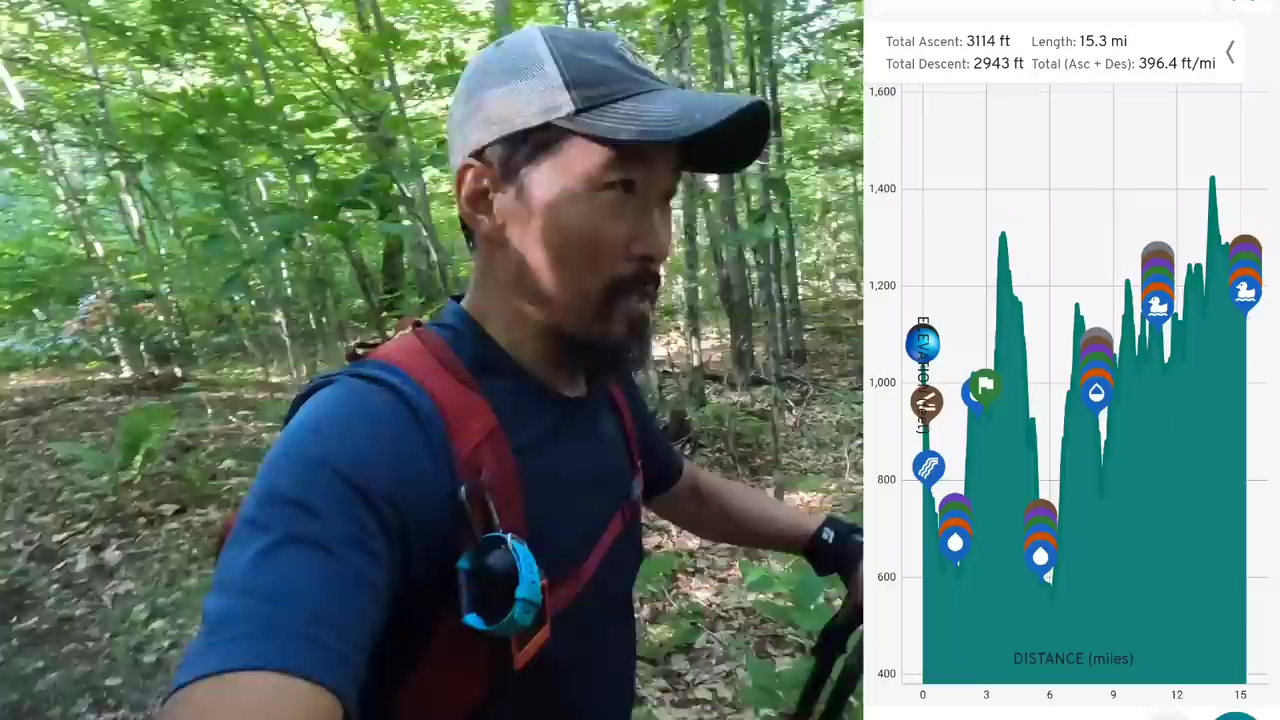 Total Ascent: 3114 ft Length: 15.3 mi
Total Descent: 2943 ft Total (Asc + Des): 396.4 ft/mi
1,600
1,400
1,200
1,000
800
600
400
ELEVATION (feet)
DISTANCE (miles)
0 3 6 9 12 15